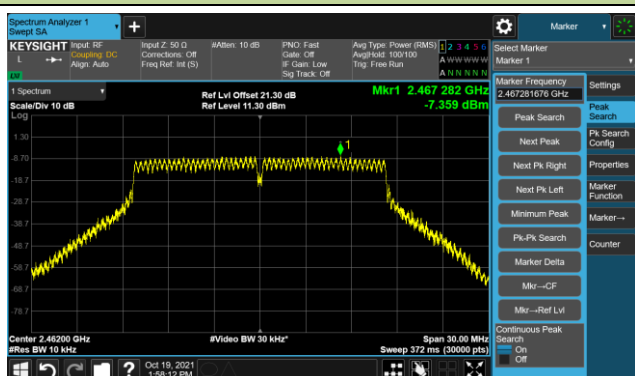 Spectrum Analyzer 1
Swept SA
Marker
KEYSIGHT
L
Input: RF
Coupling: DC
Align: Auto
Input Z: 50 Ω
Corrections: Off
Freq Ref: Int (S)
#Atten: 10 dB
PNO: Fast
Gate: Off
IF Gain: Low
Sig Track: Off
Avg Type: Power (RMS)
Avg|Hold: 100/100
Trig: Free Run
1 2 3 4 5 6
A W W W W W
A N N N N N
Select Marker
Marker 1
1 Spectrum
Scale/Div 10 dB
Log
Ref Lvl Offset 21.30 dB
Ref Level 11.30 dBm
Mkr1 2.467 282 GHz
-7.359 dBm
1.30
-8.70
-18.7
-28.7
-38.7
-48.7
-58.7
-68.7
-78.7
1
Center 2.46200 GHz
#Res BW 10 kHz
#Video BW 30 kHz*
Span 30.00 MHz
Sweep 372 ms (30000 pts)
Marker Frequency
2.467281676 GHz
Peak Search
Next Peak
Next Pk Right
Next Pk Left
Minimum Peak
Pk-Pk Search
Marker Delta
Mkr→CF
Mkr→Ref Lvl
Continuous Peak
Search
On
Off
Settings
Peak
Search
Pk Search
Config
Properties
Marker
Function
Marker→
Counter
?
Oct 19, 2021
1:58:12 PM